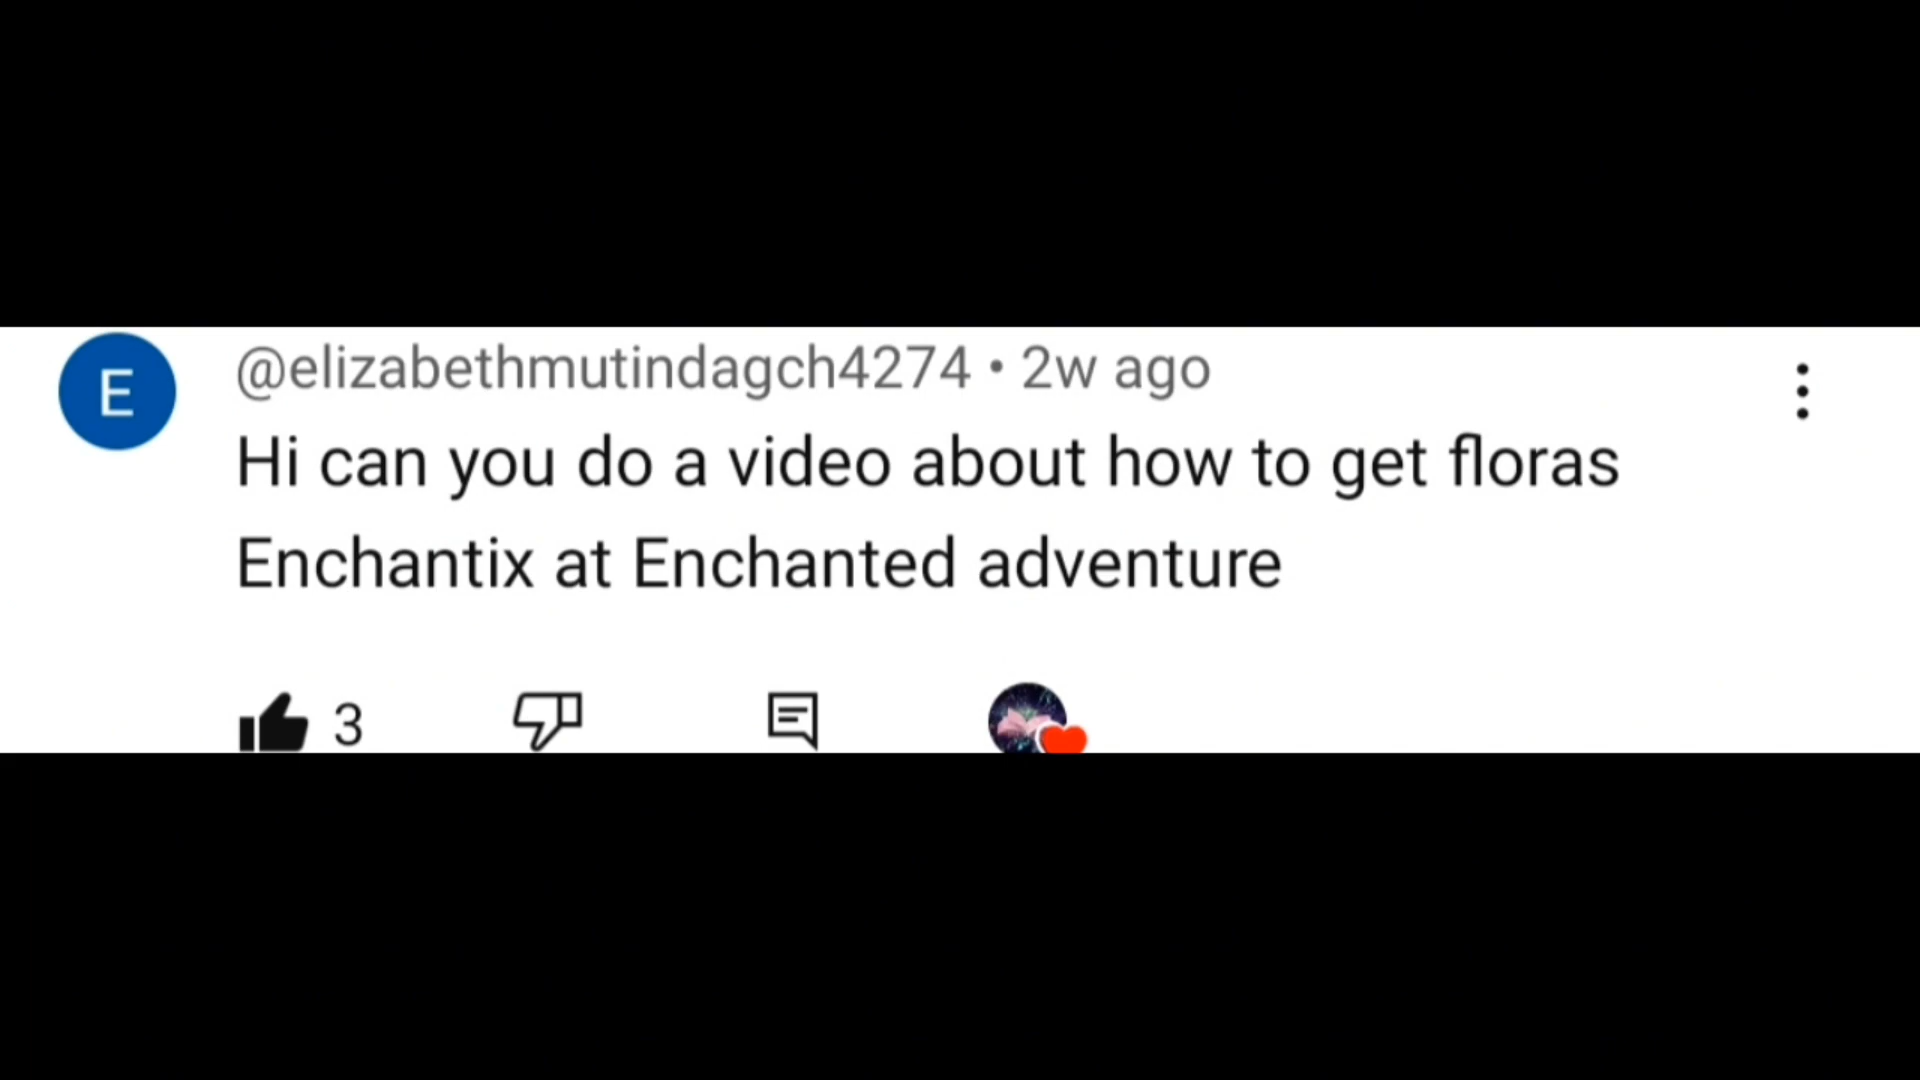 E
@elizabethmutindagch4274 • 2w ago
Hi can you do a video about how to get floras
Enchantix at Enchanted adventure
3